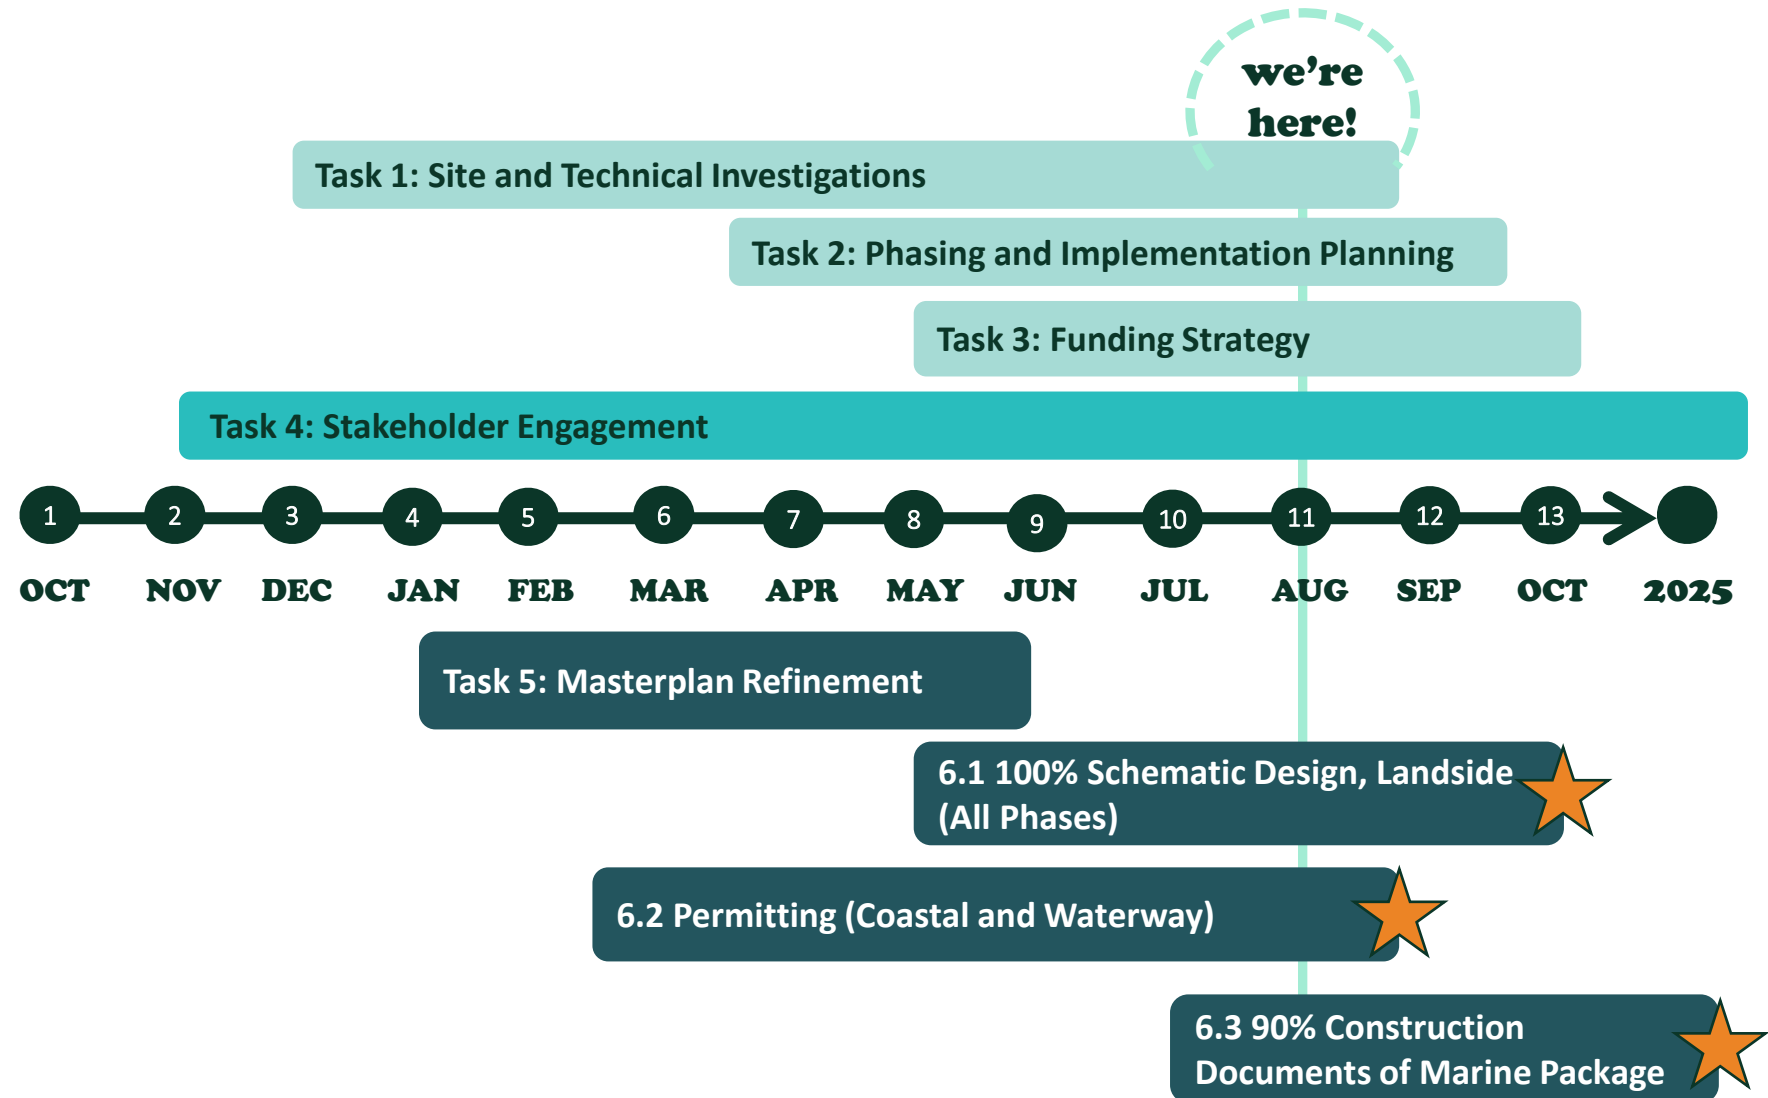 we’re
here!
Task 1: Site and Technical Investigations
Task 2: Phasing and Implementation Planning
Task 3: Funding Strategy
Task 4: Stakeholder Engagement
1 2 3 4 5 6 7 8 9 10 11 12 13
OCT NOV DEC JAN FEB MAR APR MAY JUN JUL AUG SEP OCT 2025
Task 5: Masterplan Refinement
6.1 100% Schematic Design, Landside
(All Phases)
6.2 Permitting (Coastal and Waterway)
6.3 90% Construction
Documents of Marine Package